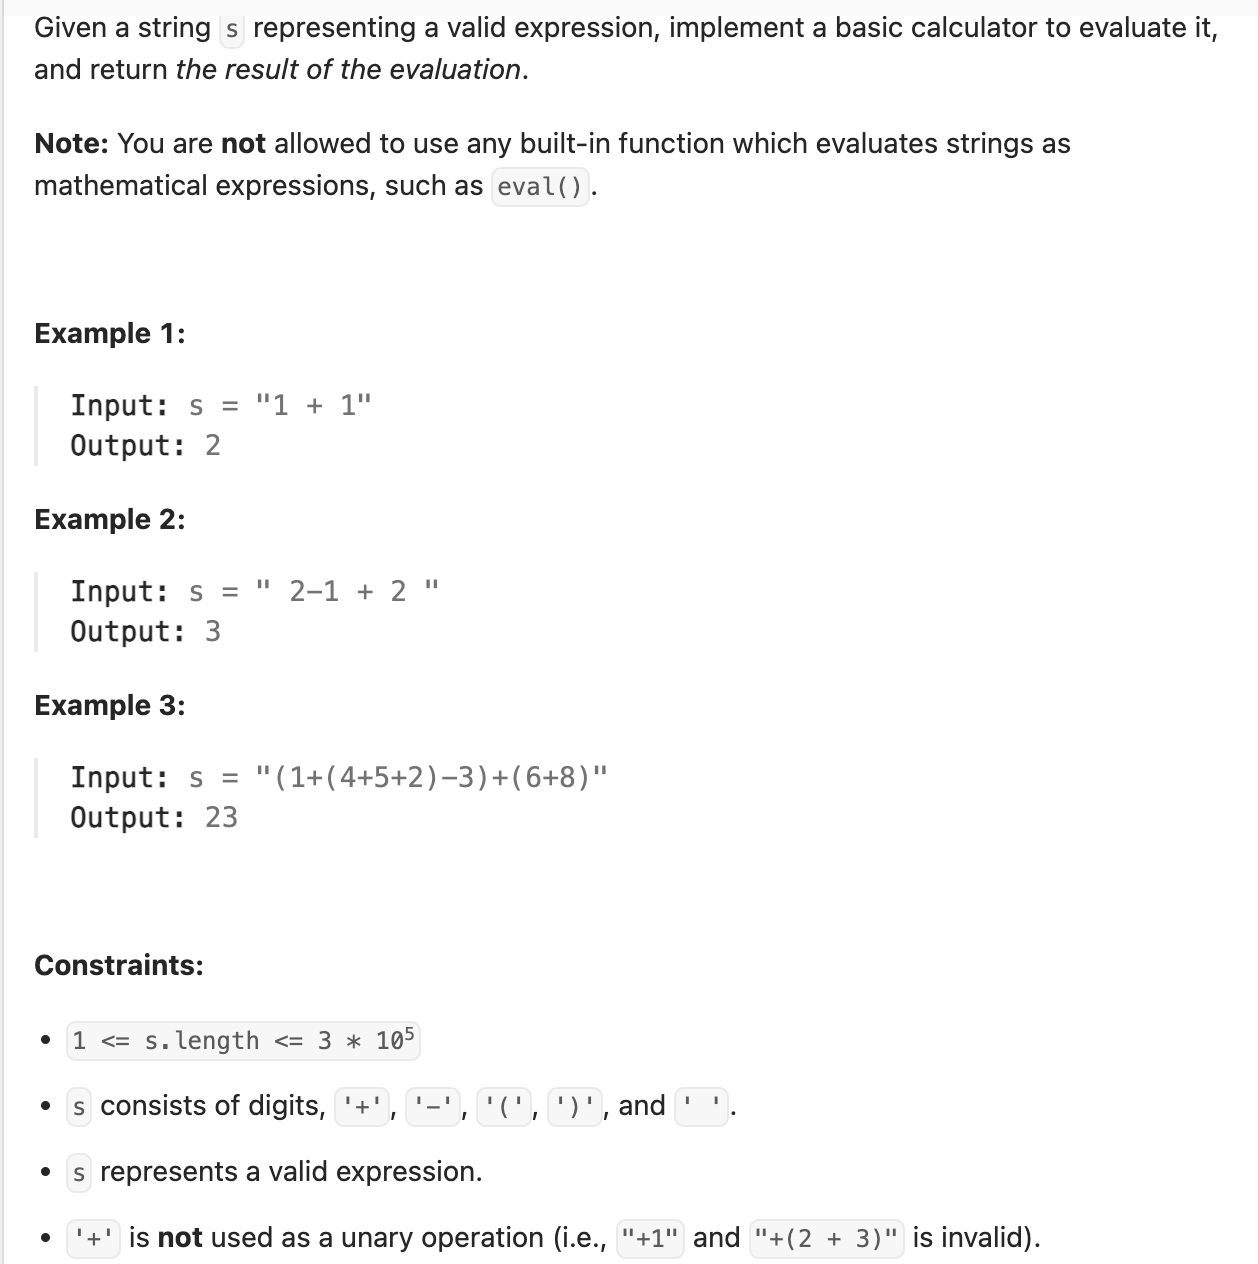 Given a string s representing a valid expression, implement a basic calculator to evaluate it,
and return the result of the evaluation.
Note: You are not allowed to use any built-in function which evaluates strings as
mathematical expressions, such as eval().
Example 1:
Input: s = "1 + 1"
Output: 2
Example 2:
Input: s = " 2-1 + 2 "
Output: 3
Example 3:
Input: s = "(1+(4+5+2)-3)+(6+8)"
Output: 23
Constraints:
• 1 <= s.length <= 3 * 10⁵
• s consists of digits, '+', '-', '(', ')', and ' '.
• s represents a valid expression.
• '+' is not used as a unary operation (i.e., "+1" and "+(2 + 3)" is invalid).